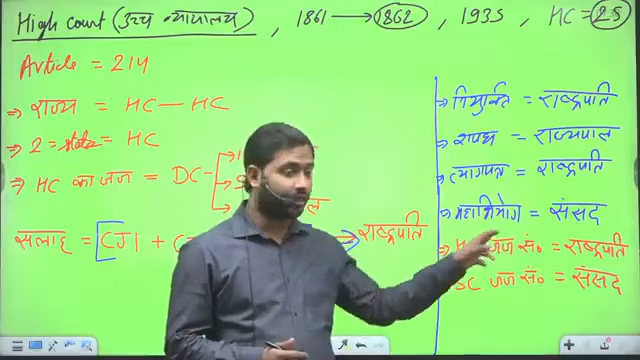 High court (उच्च न्यायालय) , 1861 → 1862 , 1935 , HC = 25
Article = 214
⇒ राज्य = HC — HC
⇒ 2 = state = HC
⇒ HC का जज = DC
सलाह = [CJI + → राष्ट्रपति
⇒ नियुक्ति = राष्ट्रपति
⇒ शपथ = राज्यपाल
⇒ त्यागपत्र = राष्ट्रपति
⇒ महाभियोग = संसद
⇒ जज सं० = राष्ट्रपति
⇒ SC जज सं० = संसद